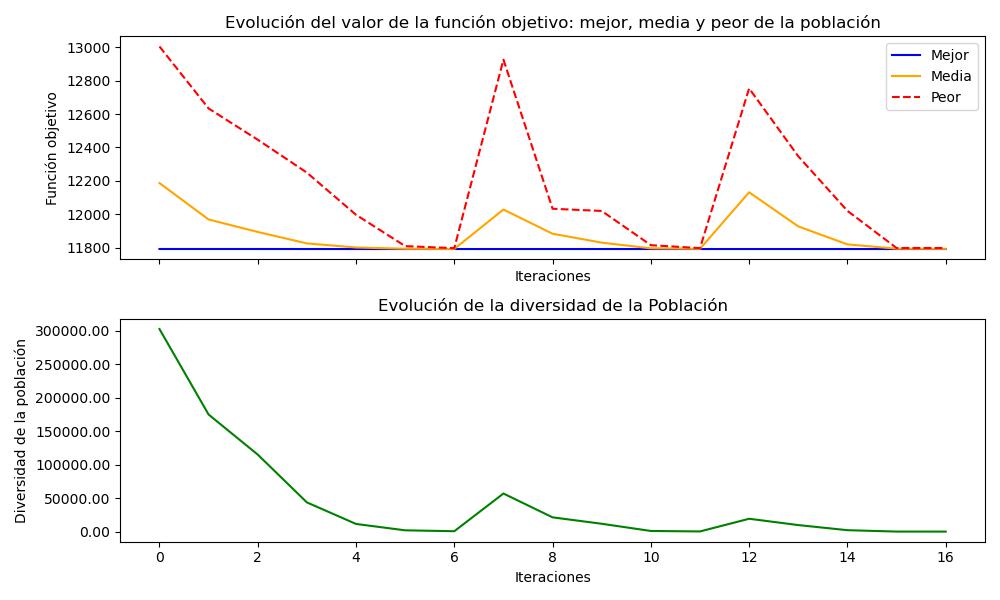 Evolución del valor de la función objetivo: mejor, media y peor de la población
Función objetivo
13000
12800
12600
12400
12200
12000
11800
Mejor
Media
Peor
Iteraciones
Evolución de la diversidad de la Población
Diversidad de la población
300000.00
250000.00
200000.00
150000.00
100000.00
50000.00
0.00
0 2 4 6 8 10 12 14 16
Iteraciones